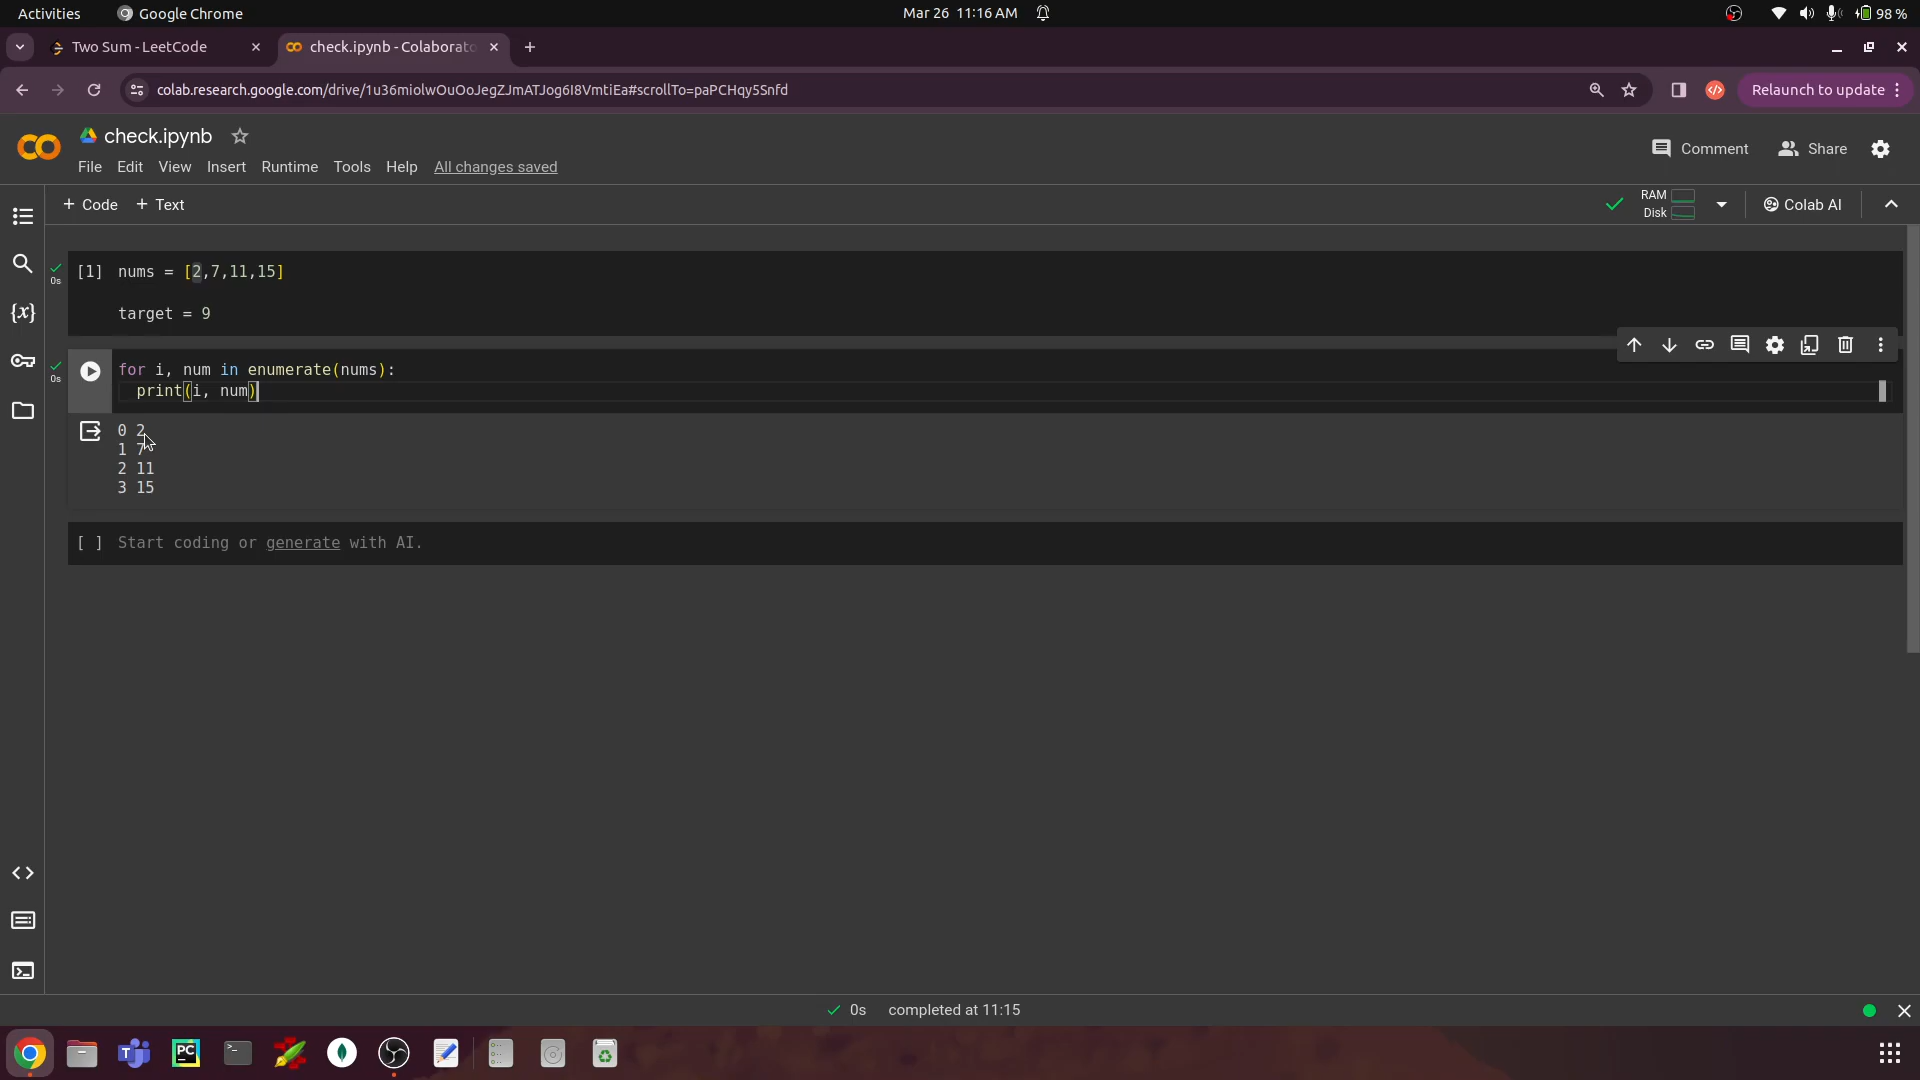 Activities Google Chrome Mar 26 11:16 AM 98 %
Two Sum - LeetCode check.ipynb - Colaborato
colab.research.google.com/drive/1u36miolwOuOoJegZJmATJog6I8VmtiEa#scrollTo=paPCHqy5Snfd Relaunch to update
check.ipynb
Comment Share
File Edit View Insert Runtime Tools Help All changes saved
+ Code + Text RAM Disk Colab AI
[1] nums = [2,7,11,15]
0s
target = 9
for i, num in enumerate(nums):
0s
print(i, num)
0 2
1 7
2 11
3 15
[ ] Start coding or generate with AI.
{x}
0s completed at 11:15
PC